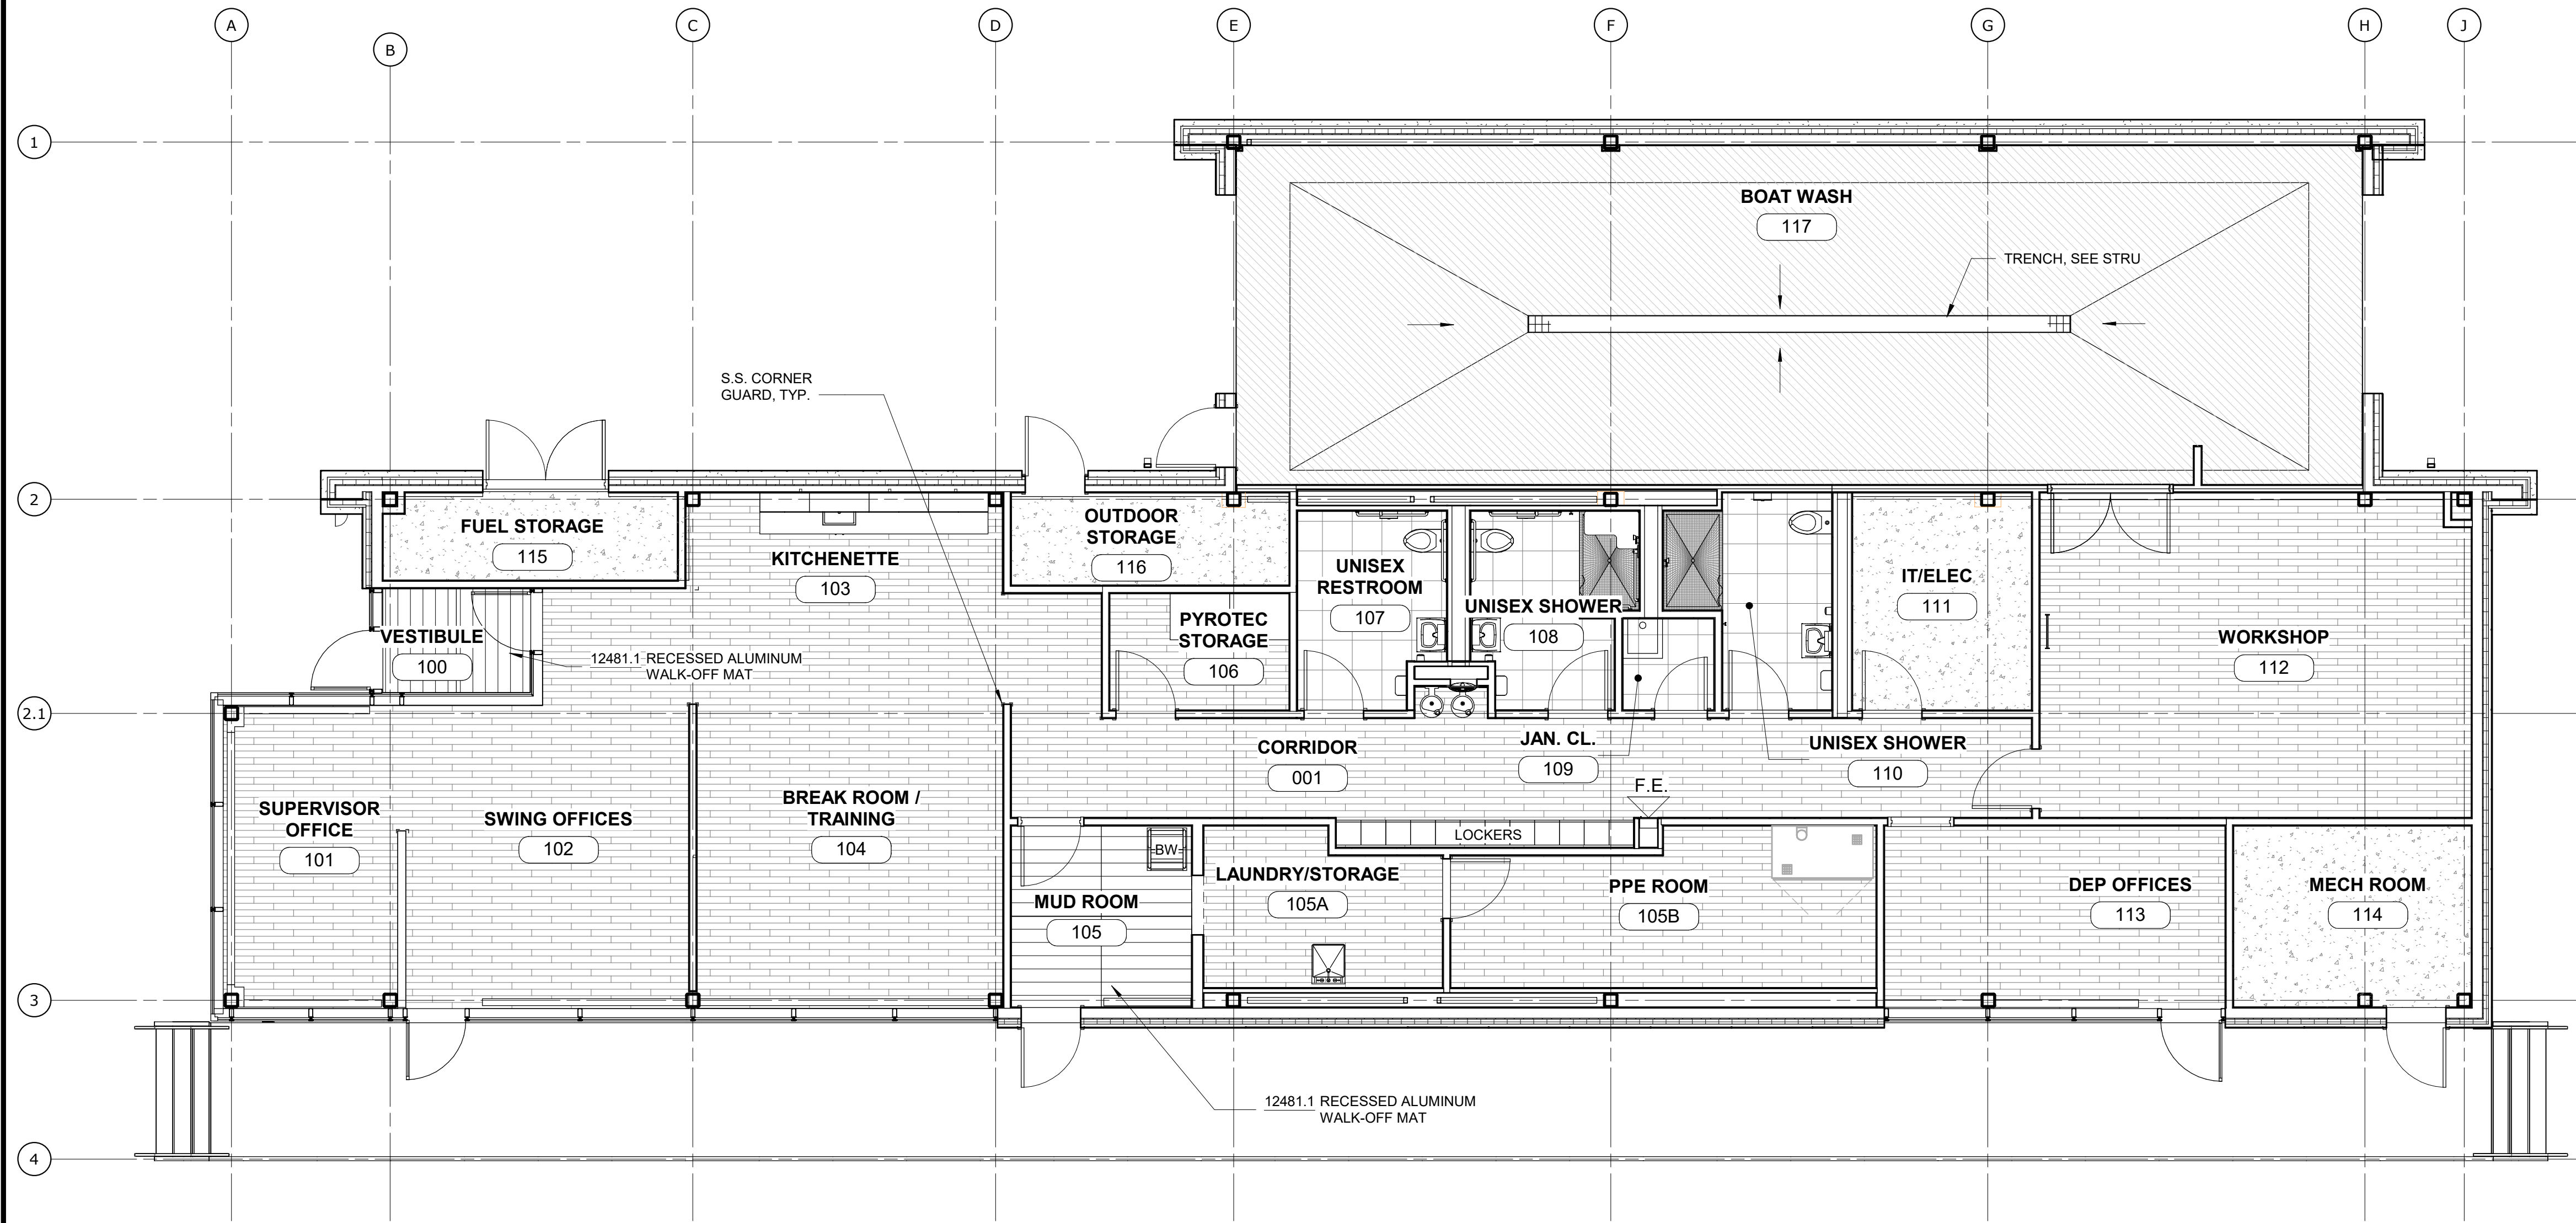 A
B
C
D
E
F
G
H
J
1
BOAT WASH
117
TRENCH, SEE STRU
S.S. CORNER
GUARD, TYP.
2
FUEL STORAGE
115
KITCHENETTE
103
OUTDOOR
STORAGE
116
UNISEX
RESTROOM
107
UNISEX SHOWER
108
IT/ELEC
111
PYROTEC
STORAGE
106
WORKSHOP
112
VESTIBULE
100
12481.1 RECESSED ALUMINUM
WALK-OFF MAT
2.1
CORRIDOR
001
JAN. CL.
109
UNISEX SHOWER
110
F.E.
SUPERVISOR
OFFICE
101
SWING OFFICES
102
BREAK ROOM /
TRAINING
104
LOCKERS
BW
MUD ROOM
105
LAUNDRY/STORAGE
105A
PPE ROOM
105B
DEP OFFICES
113
MECH ROOM
114
3
12481.1 RECESSED ALUMINUM
WALK-OFF MAT
4